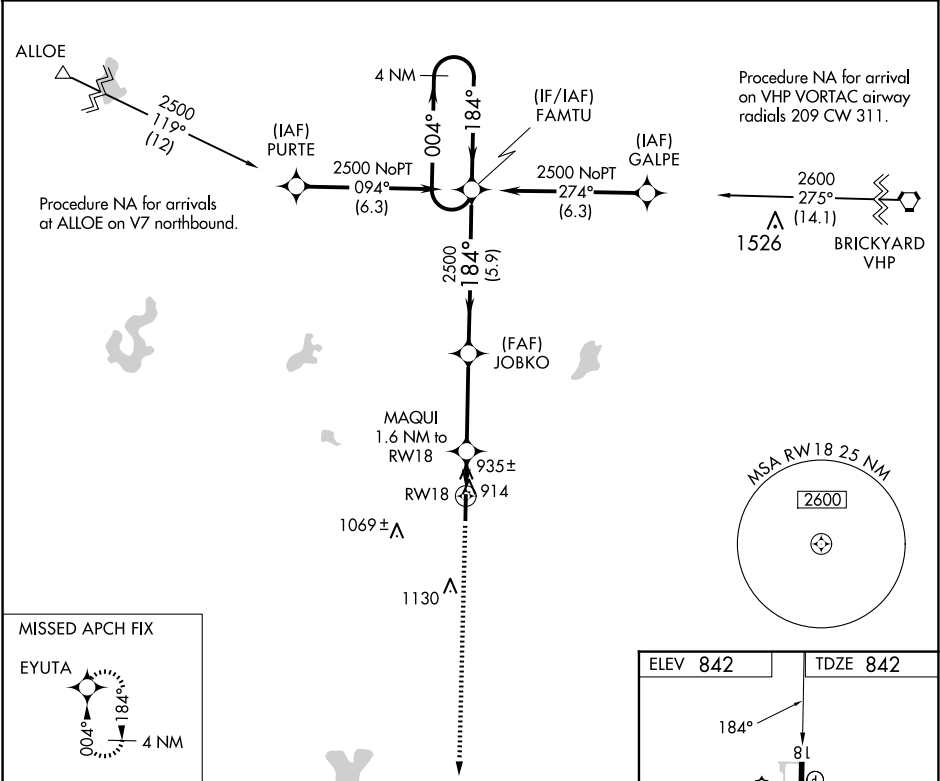 ALLOE
2500
119°
(12)
(IAF)
PURTE
2500 NoPT
094°
(6.3)
Procedure NA for arrivals
at ALLOE on V7 northbound.
4 NM
004°
184°
(IF/IAF)
FAMTU
(IAF)
GALPE
2500 NoPT
274°
(6.3)
Procedure NA for arrival
on VHP VORTAC airway
radials 209 CW 311.
2600
275°
(14.1)
1526
BRICKYARD
VHP
2500
184°
(5.9)
(FAF)
JOBKO
MAQUI
1.6 NM to
RW18
935±
RW18
914
1069±
1130
MSA RW18 25 NM
2600
MISSED APCH FIX
EYUTA
004°
184°
4 NM
ELEV 842
TDZE 842
184°
18
P